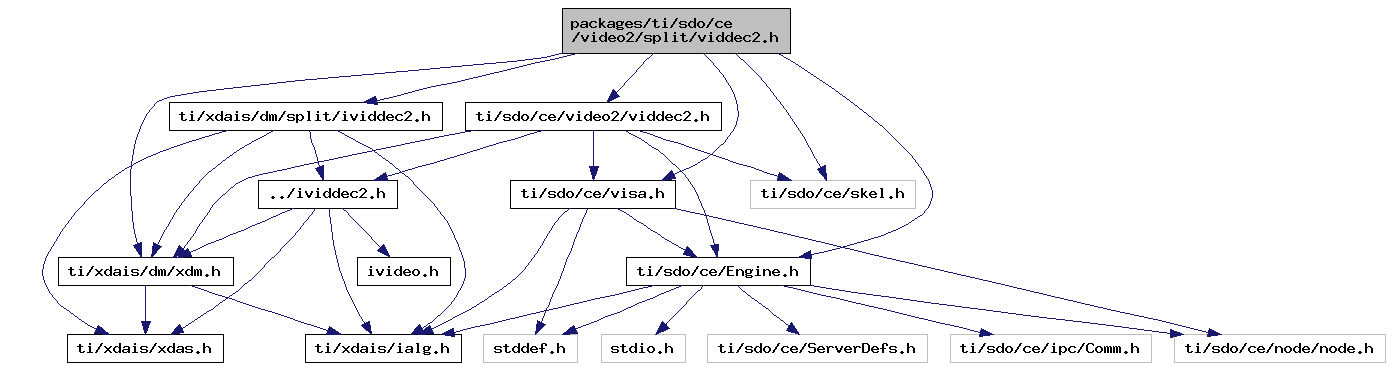 packages/ti/sdo/ce
/video2/split/viddec2.h
ti/xdais/dm/split/ividdec2.h
ti/sdo/ce/video2/viddec2.h
../ividdec2.h
ti/sdo/ce/visa.h
ti/sdo/ce/skel.h
ti/xdais/dm/xdm.h
ivideo.h
ti/sdo/ce/Engine.h
ti/xdais/xdas.h
ti/xdais/ialg.h
stddef.h
stdio.h
ti/sdo/ce/ServerDefs.h
ti/sdo/ce/ipc/Comm.h
ti/sdo/ce/node/node.h